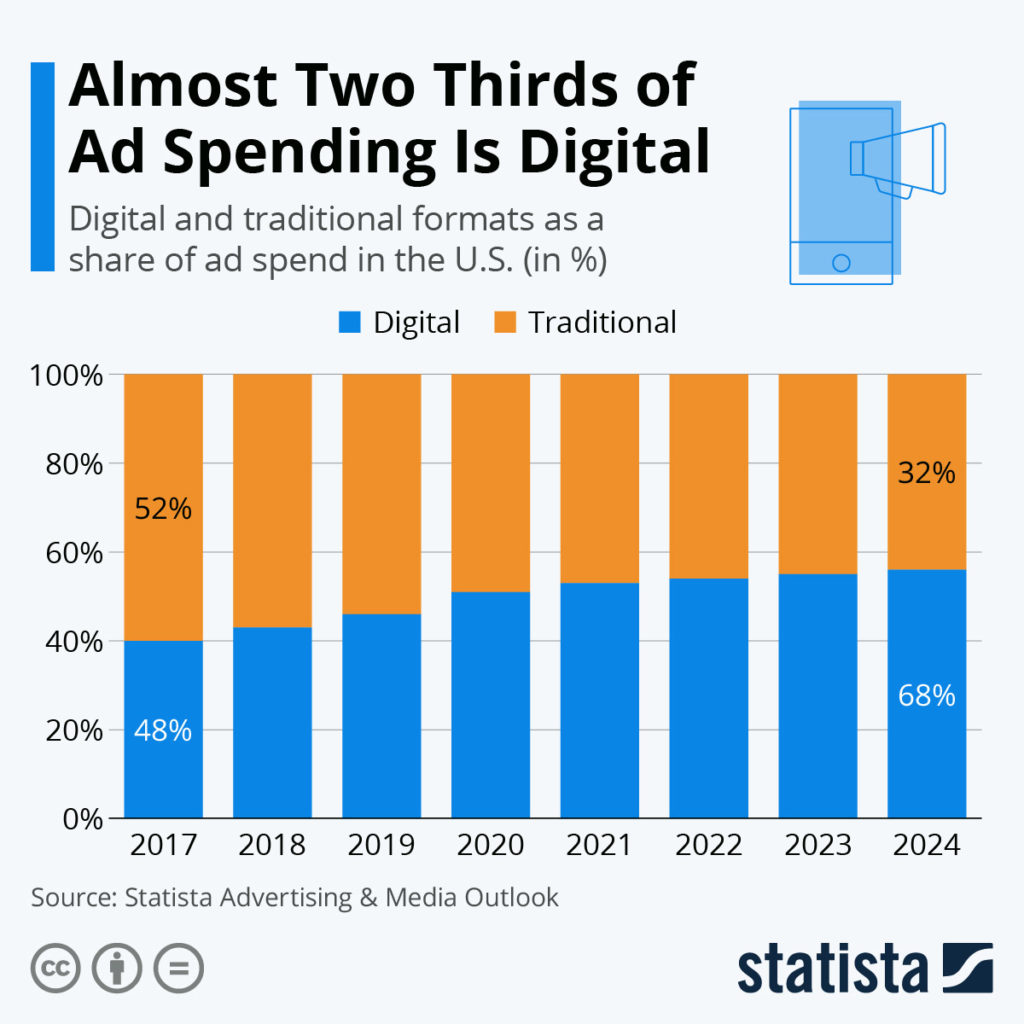 Almost Two Thirds of
Ad Spending Is Digital
Digital and traditional formats as a
share of ad spend in the U.S. (in %)
Digital Traditional
100%
80%
60%
40%
20%
0%
52%
48%
32%
68%
2017 2018 2019 2020 2021 2022 2023 2024
Source: Statista Advertising & Media Outlook
cc
statista